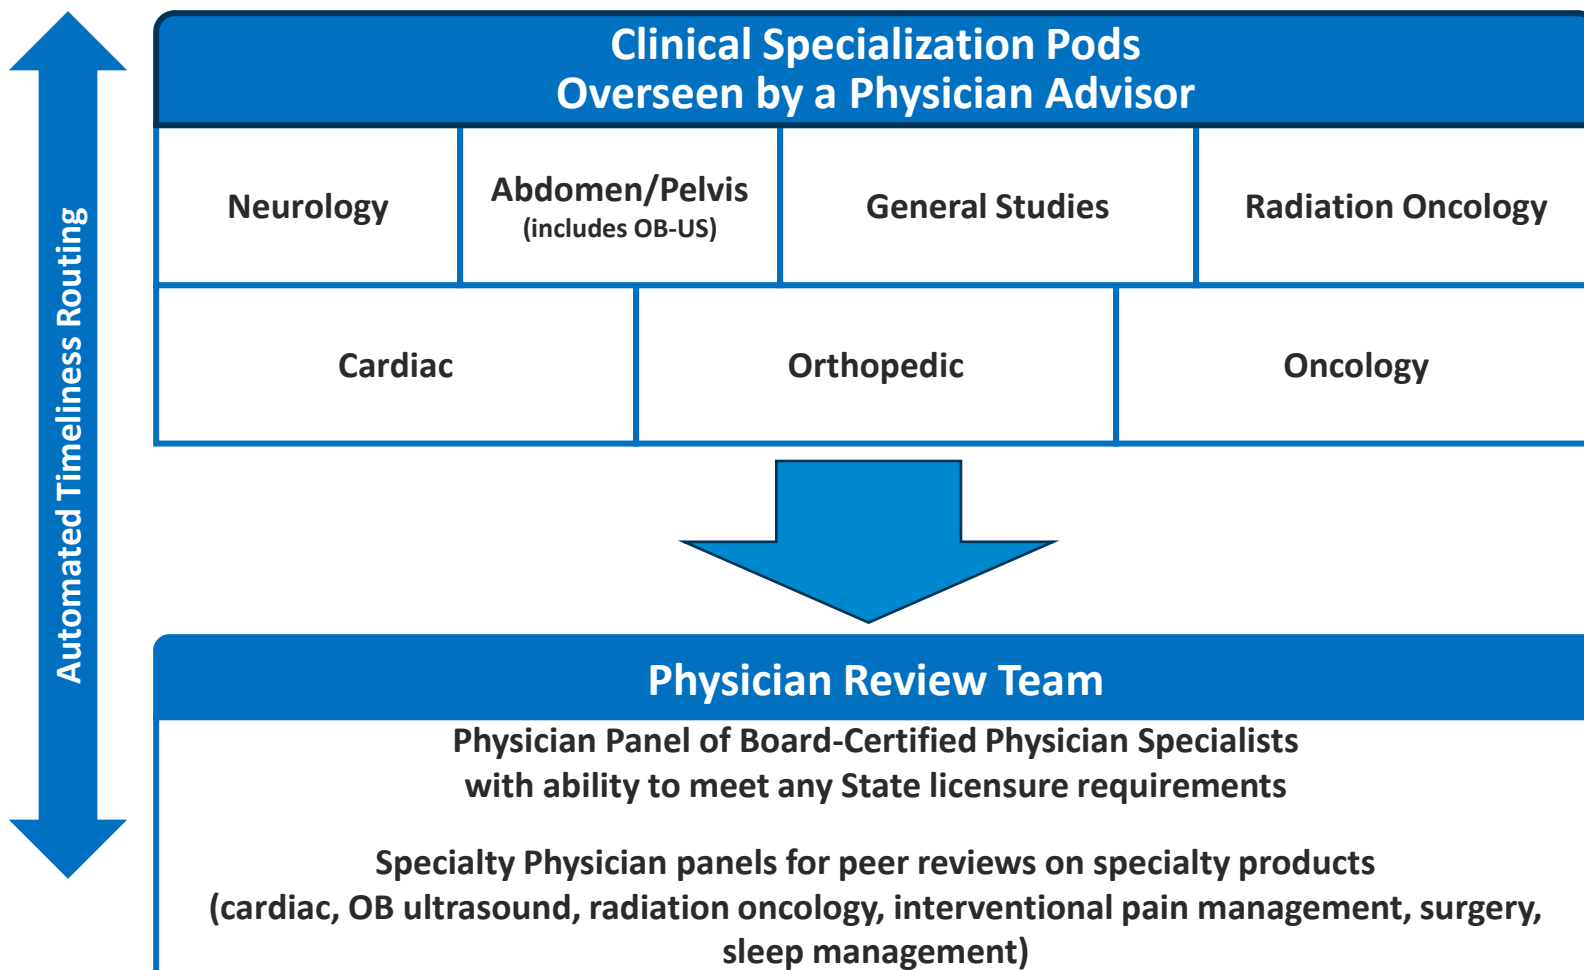 Automated Timeliness Routing
Clinical Specialization Pods
Overseen by a Physician Advisor
Neurology
Abdomen/Pelvis
(includes OB-US)
General Studies
Radiation Oncology
Cardiac
Orthopedic
Oncology
Physician Review Team
Physician Panel of Board-Certified Physician Specialists
with ability to meet any State licensure requirements
Specialty Physician panels for peer reviews on specialty products
(cardiac, OB ultrasound, radiation oncology, interventional pain management, surgery,
sleep management)